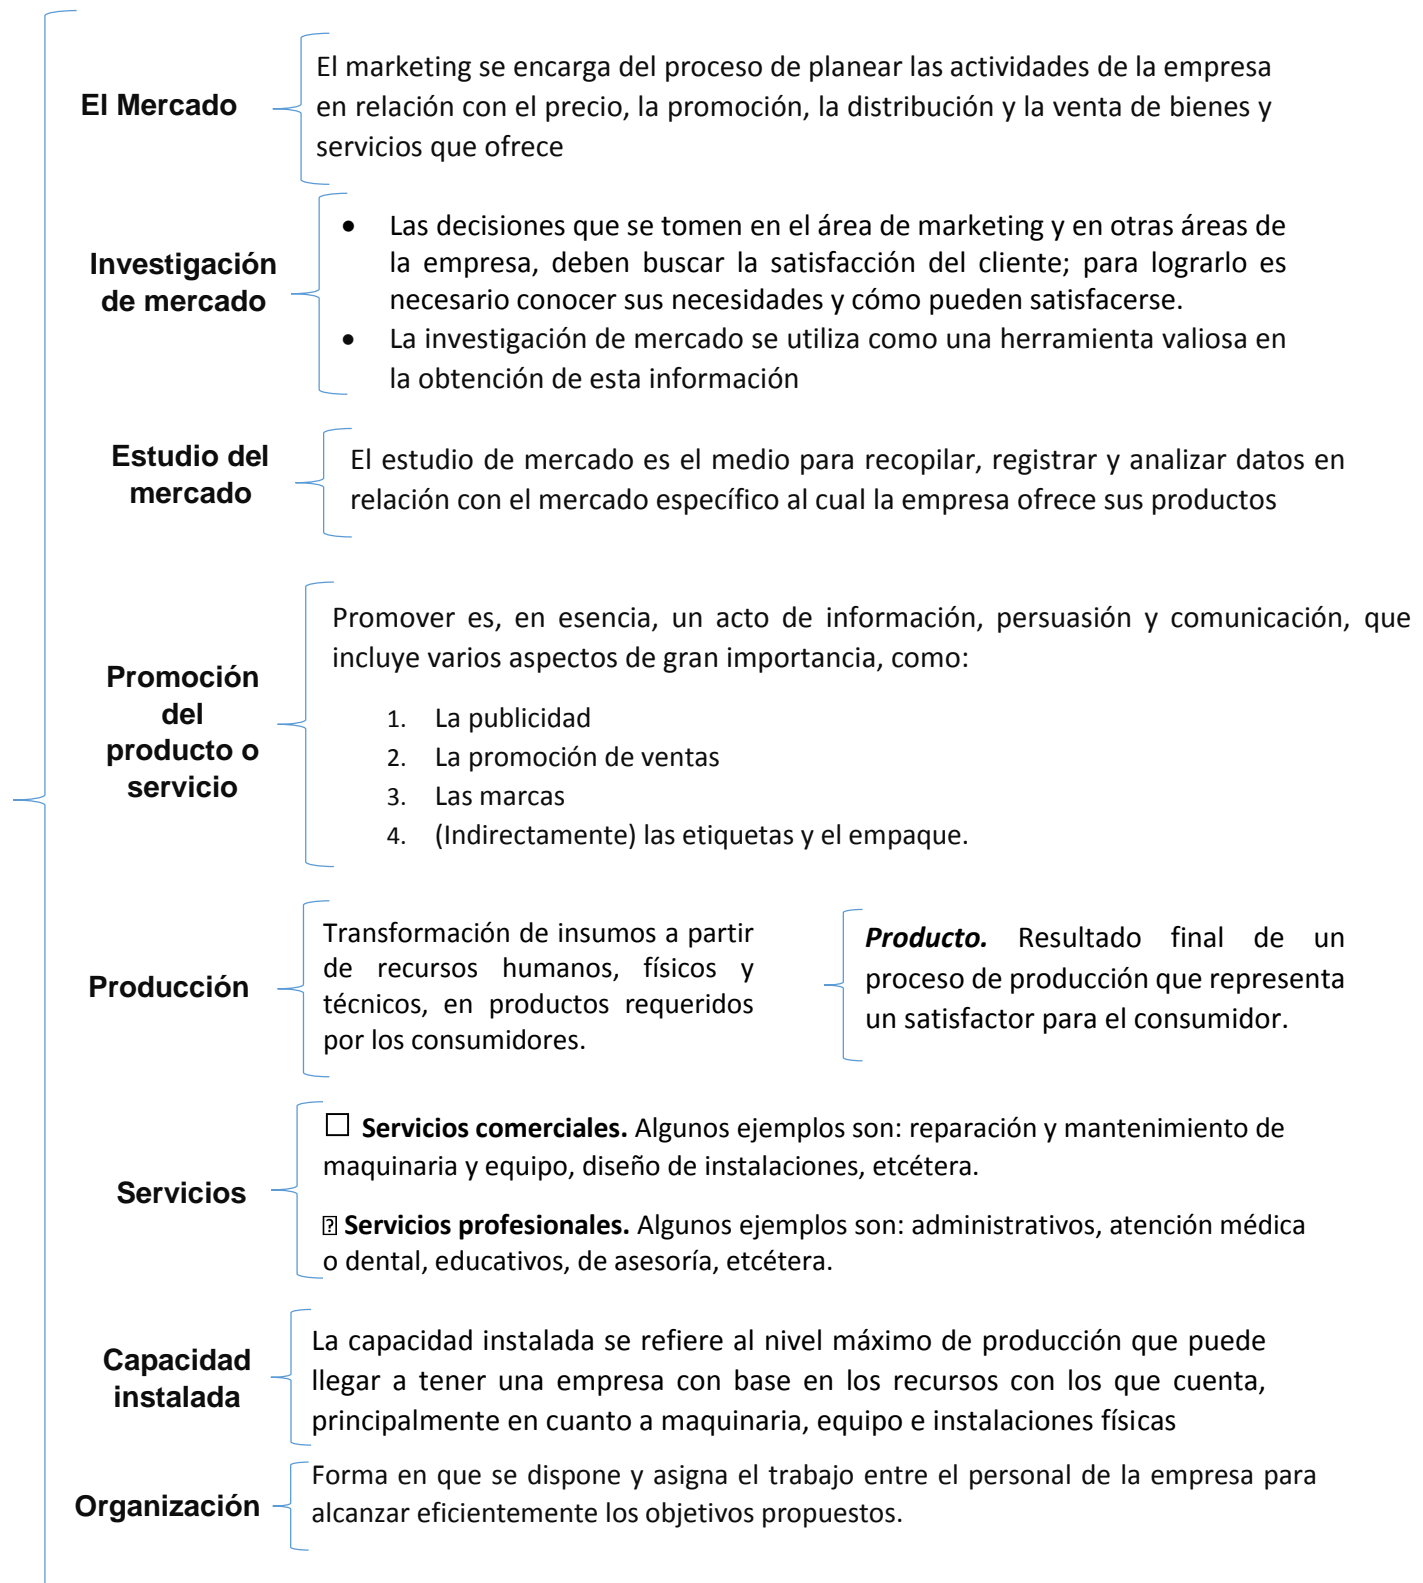 El Mercado
El marketing se encarga del proceso de planear las actividades de la empresa
en relación con el precio, la promoción, la distribución y la venta de bienes y
servicios que ofrece
Investigación
de mercado
• Las decisiones que se tomen en el área de marketing y en otras áreas de
la empresa, deben buscar la satisfacción del cliente; para lograrlo es
necesario conocer sus necesidades y cómo pueden satisfacerse.
• La investigación de mercado se utiliza como una herramienta valiosa en
la obtención de esta información
Estudio del
mercado
El estudio de mercado es el medio para recopilar, registrar y analizar datos en
relación con el mercado específico al cual la empresa ofrece sus productos
Promoción
del
producto o
servicio
Promover es, en esencia, un acto de información, persuasión y comunicación, que
incluye varios aspectos de gran importancia, como:
1. La publicidad
2. La promoción de ventas
3. Las marcas
4. (Indirectamente) las etiquetas y el empaque.
Producción
Transformación de insumos a partir
de recursos humanos, físicos y
técnicos, en productos requeridos
por los consumidores.
Producto. Resultado final de un
proceso de producción que representa
un satisfactor para el consumidor.
Servicios
□ Servicios comerciales. Algunos ejemplos son: reparación y mantenimiento de
maquinaria y equipo, diseño de instalaciones, etcétera.
⍰ Servicios profesionales. Algunos ejemplos son: administrativos, atención médica
o dental, educativos, de asesoría, etcétera.
Capacidad
instalada
La capacidad instalada se refiere al nivel máximo de producción que puede
llegar a tener una empresa con base en los recursos con los que cuenta,
principalmente en cuanto a maquinaria, equipo e instalaciones físicas
Organización
Forma en que se dispone y asigna el trabajo entre el personal de la empresa para
alcanzar eficientemente los objetivos propuestos.